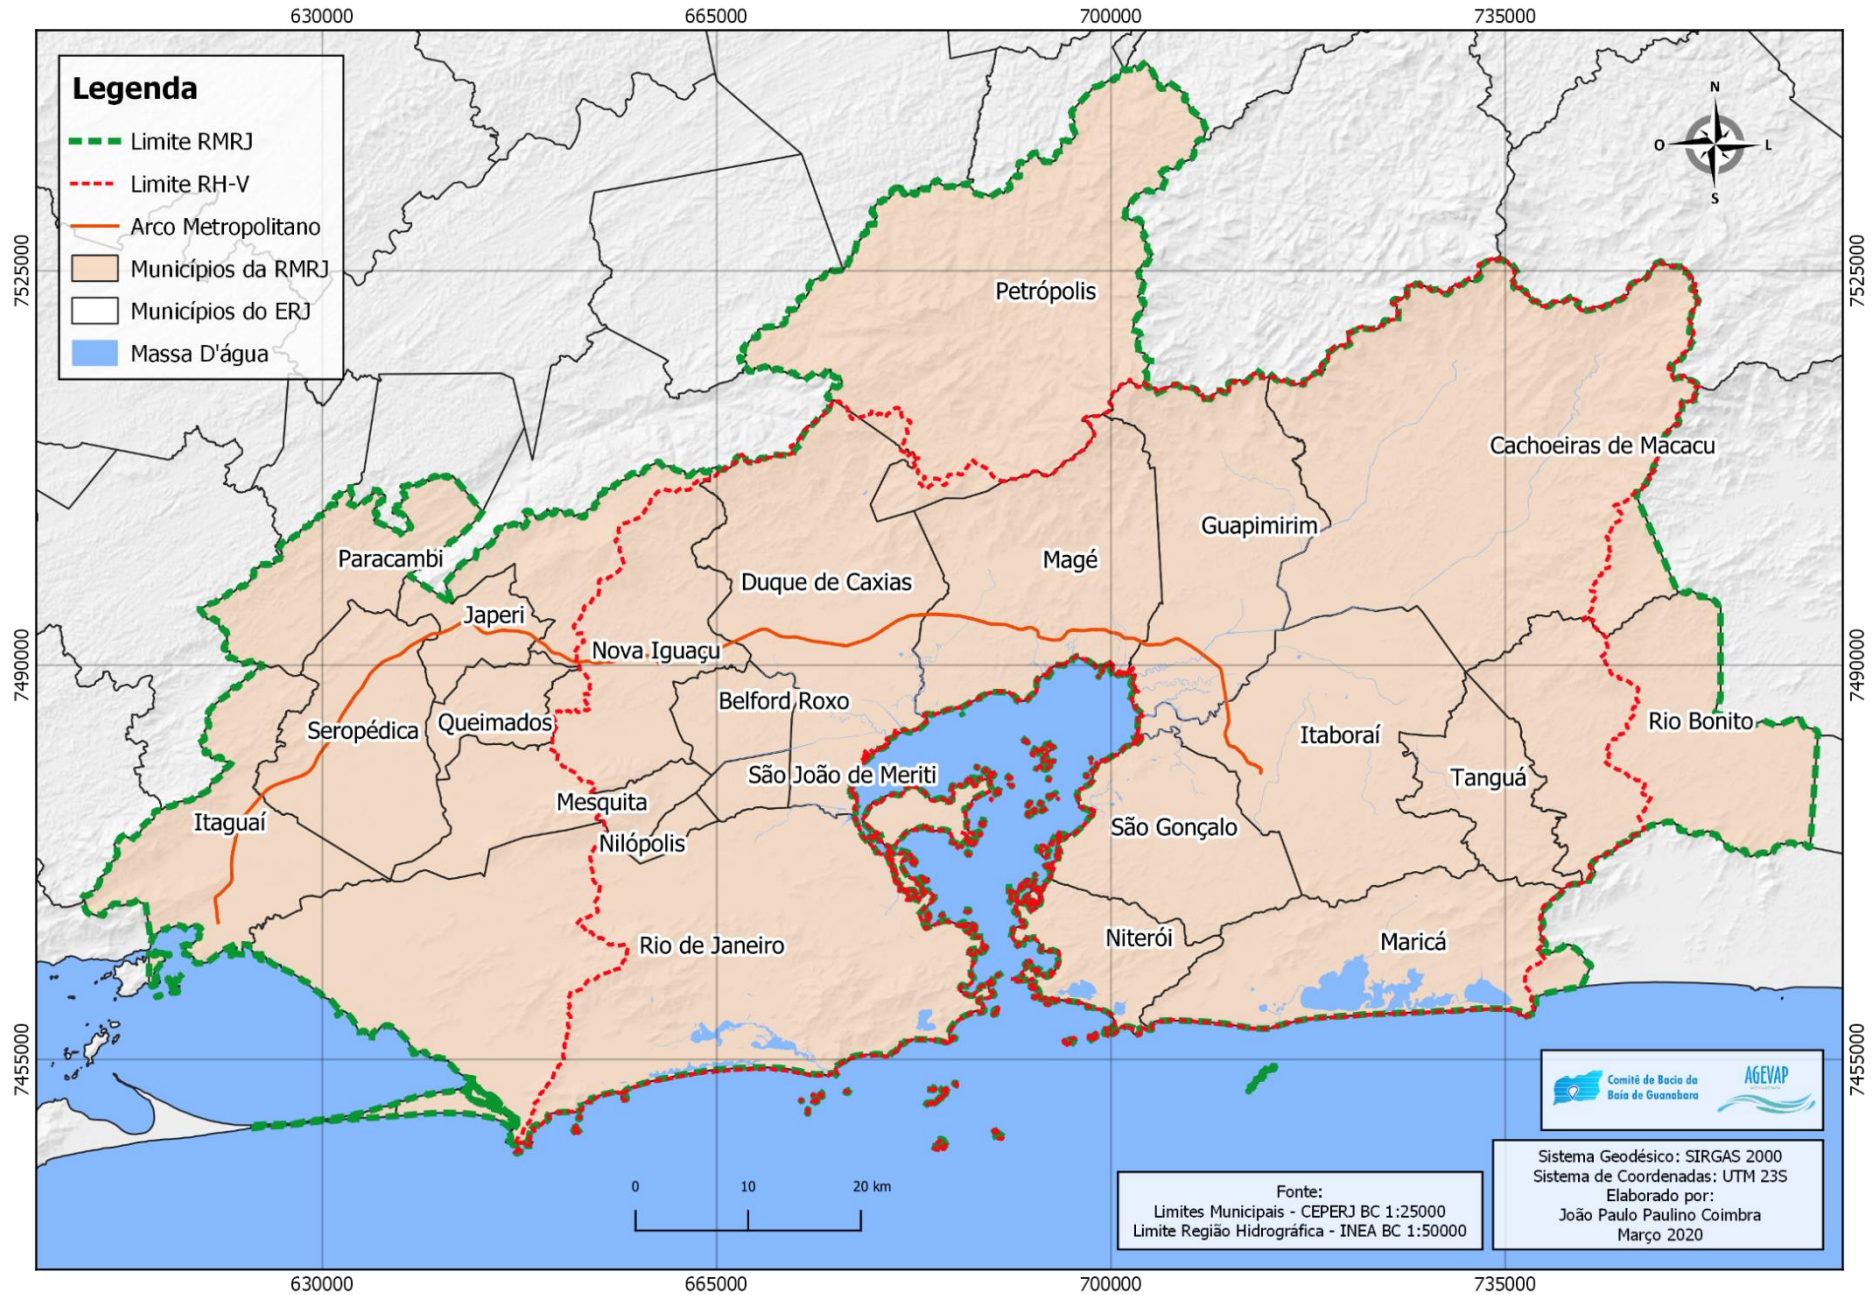 630000
665000
700000
735000
Legenda
Limite RMRJ
Limite RH-V
Arco Metropolitano
Municípios da RMRJ
Municípios do ERJ
Massa D'água
N
O
L
S
7525000
7525000
Petrópolis
Cachoeiras de Macacu
Guapimirim
Paracambi
Magé
Duque de Caxias
Japeri
Nova Iguaçu
7490000
7490000
Belford Roxo
Queimados
Seropédica
Rio Bonito
Itaboraí
São João de Meriti
Tanguá
Mesquita
Itaguaí
São Gonçalo
Nilópolis
Niterói
Maricá
Rio de Janeiro
7455000
7455000
Comitê de Bacia da
Baía de Guanabara
AGEVAP
0
10
20 km
Fonte:
Limites Municipais - CEPERJ BC 1:25000
Limite Região Hidrográfica - INEA BC 1:50000
Sistema Geodésico: SIRGAS 2000
Sistema de Coordenadas: UTM 23S
Elaborado por:
João Paulo Paulino Coimbra
Março 2020
630000
665000
700000
735000